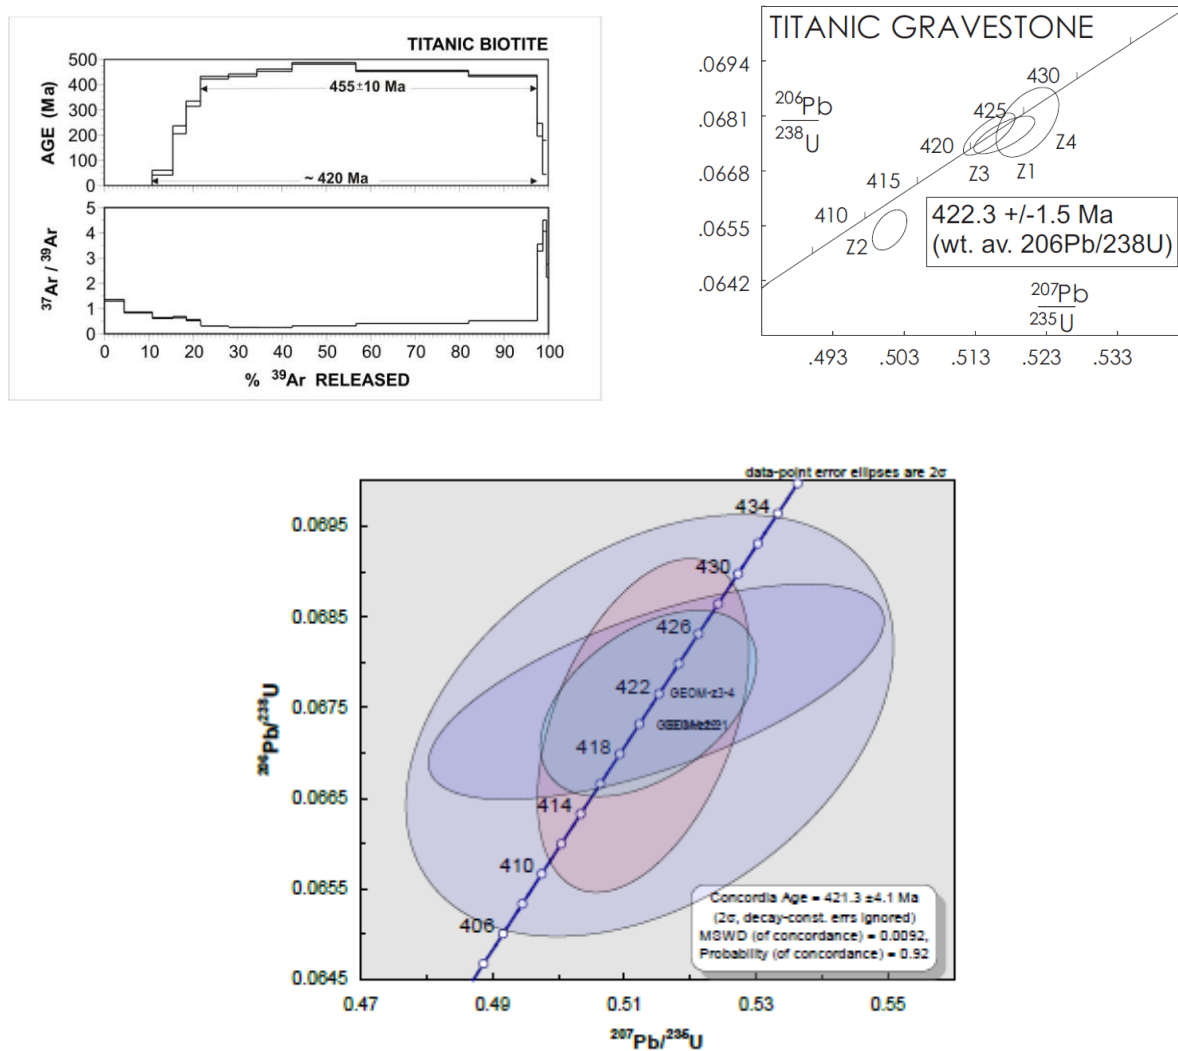 TITANIC BIOTITE
500
400
300
200
100
0
AGE (Ma)
455±10 Ma
~ 420 Ma
5
4
3
2
1
0
37Ar / 39Ar
0 10 20 30 40 50 60 70 80 90 100
% 39Ar RELEASED
TITANIC GRAVESTONE
.0694
.0681
.0668
.0655
.0642
206Pb
238U
430
425
420
415
410
Z4
Z3 Z1
Z2
422.3 +/-1.5 Ma
(wt. av. 206Pb/238U)
207Pb
235U
.493 .503 .513 .523 .533
data-point error ellipses are 2σ
0.0695
0.0685
0.0675
0.0665
0.0655
0.0645
206Pb/238U
434
430
426
422
418
414
410
406
GEOM-z3-4
Concordia Age = 421.3 ±4.1 Ma
(2σ, decay-const. errs ignored)
MSWD (of concordance) = 0.0092,
Probability (of concordance) = 0.92
0.47 0.49 0.51 0.53 0.55
207Pb/235U